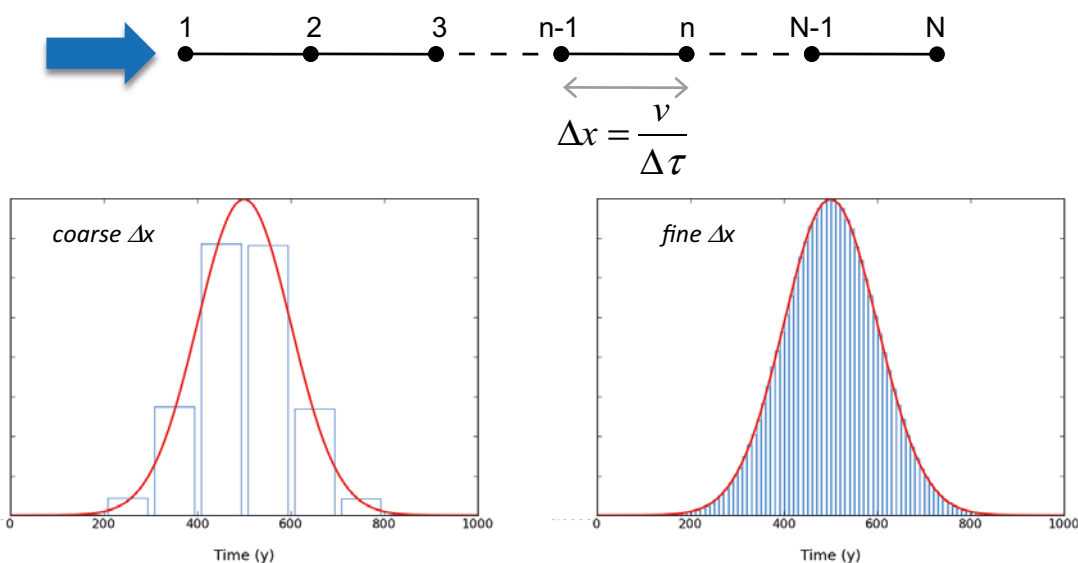 1 2 3 n-1 n N-1 N
Δx = v / Δτ
coarse Δx
0 200 400 600 800 1000
Time (y)
fine Δx
0 200 400 600 800 1000
Time (y)